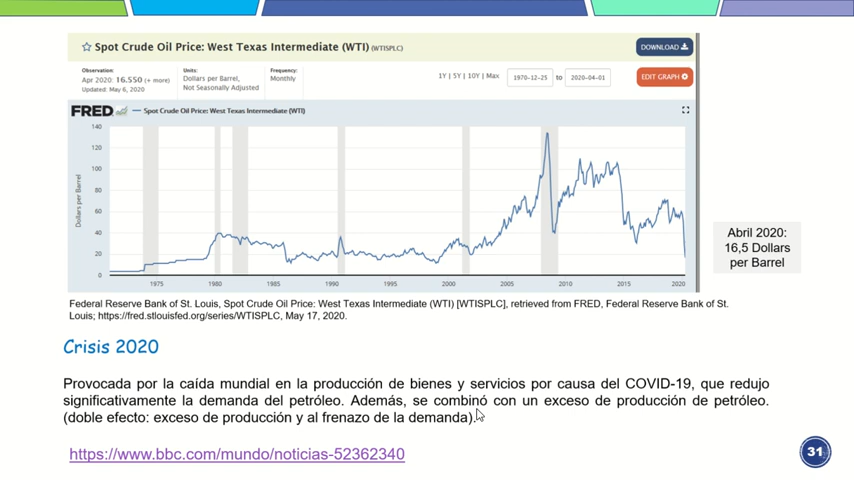 Spot Crude Oil Price: West Texas Intermediate (WTI) (WTISPLC)
DOWNLOAD
Observation:
Apr 2020: 16.550 (+ more)
Updated: May 6, 2020
Units:
Dollars per Barrel,
Not Seasonally Adjusted
Frequency:
Monthly
1Y | 5Y | 10Y | Max
1970-12-25 to 2020-04-01
EDIT GRAPH
FRED — Spot Crude Oil Price: West Texas Intermediate (WTI)
Dollars per Barrel
140
120
100
80
60
40
20
0
1975 1980 1985 1990 1995 2000 2005 2010 2015 2020
Abril 2020:
16,5 Dollars
per Barrel
Federal Reserve Bank of St. Louis, Spot Crude Oil Price: West Texas Intermediate (WTI) [WTISPLC], retrieved from FRED, Federal Reserve Bank of St.
Louis; https://fred.stlouisfed.org/series/WTISPLC, May 17, 2020.
Crisis 2020
Provocada por la caída mundial en la producción de bienes y servicios por causa del COVID-19, que redujo
significativamente la demanda del petróleo. Además, se combinó con un exceso de producción de petróleo.
(doble efecto: exceso de producción y al frenazo de la demanda).
https://www.bbc.com/mundo/noticias-52362340
31